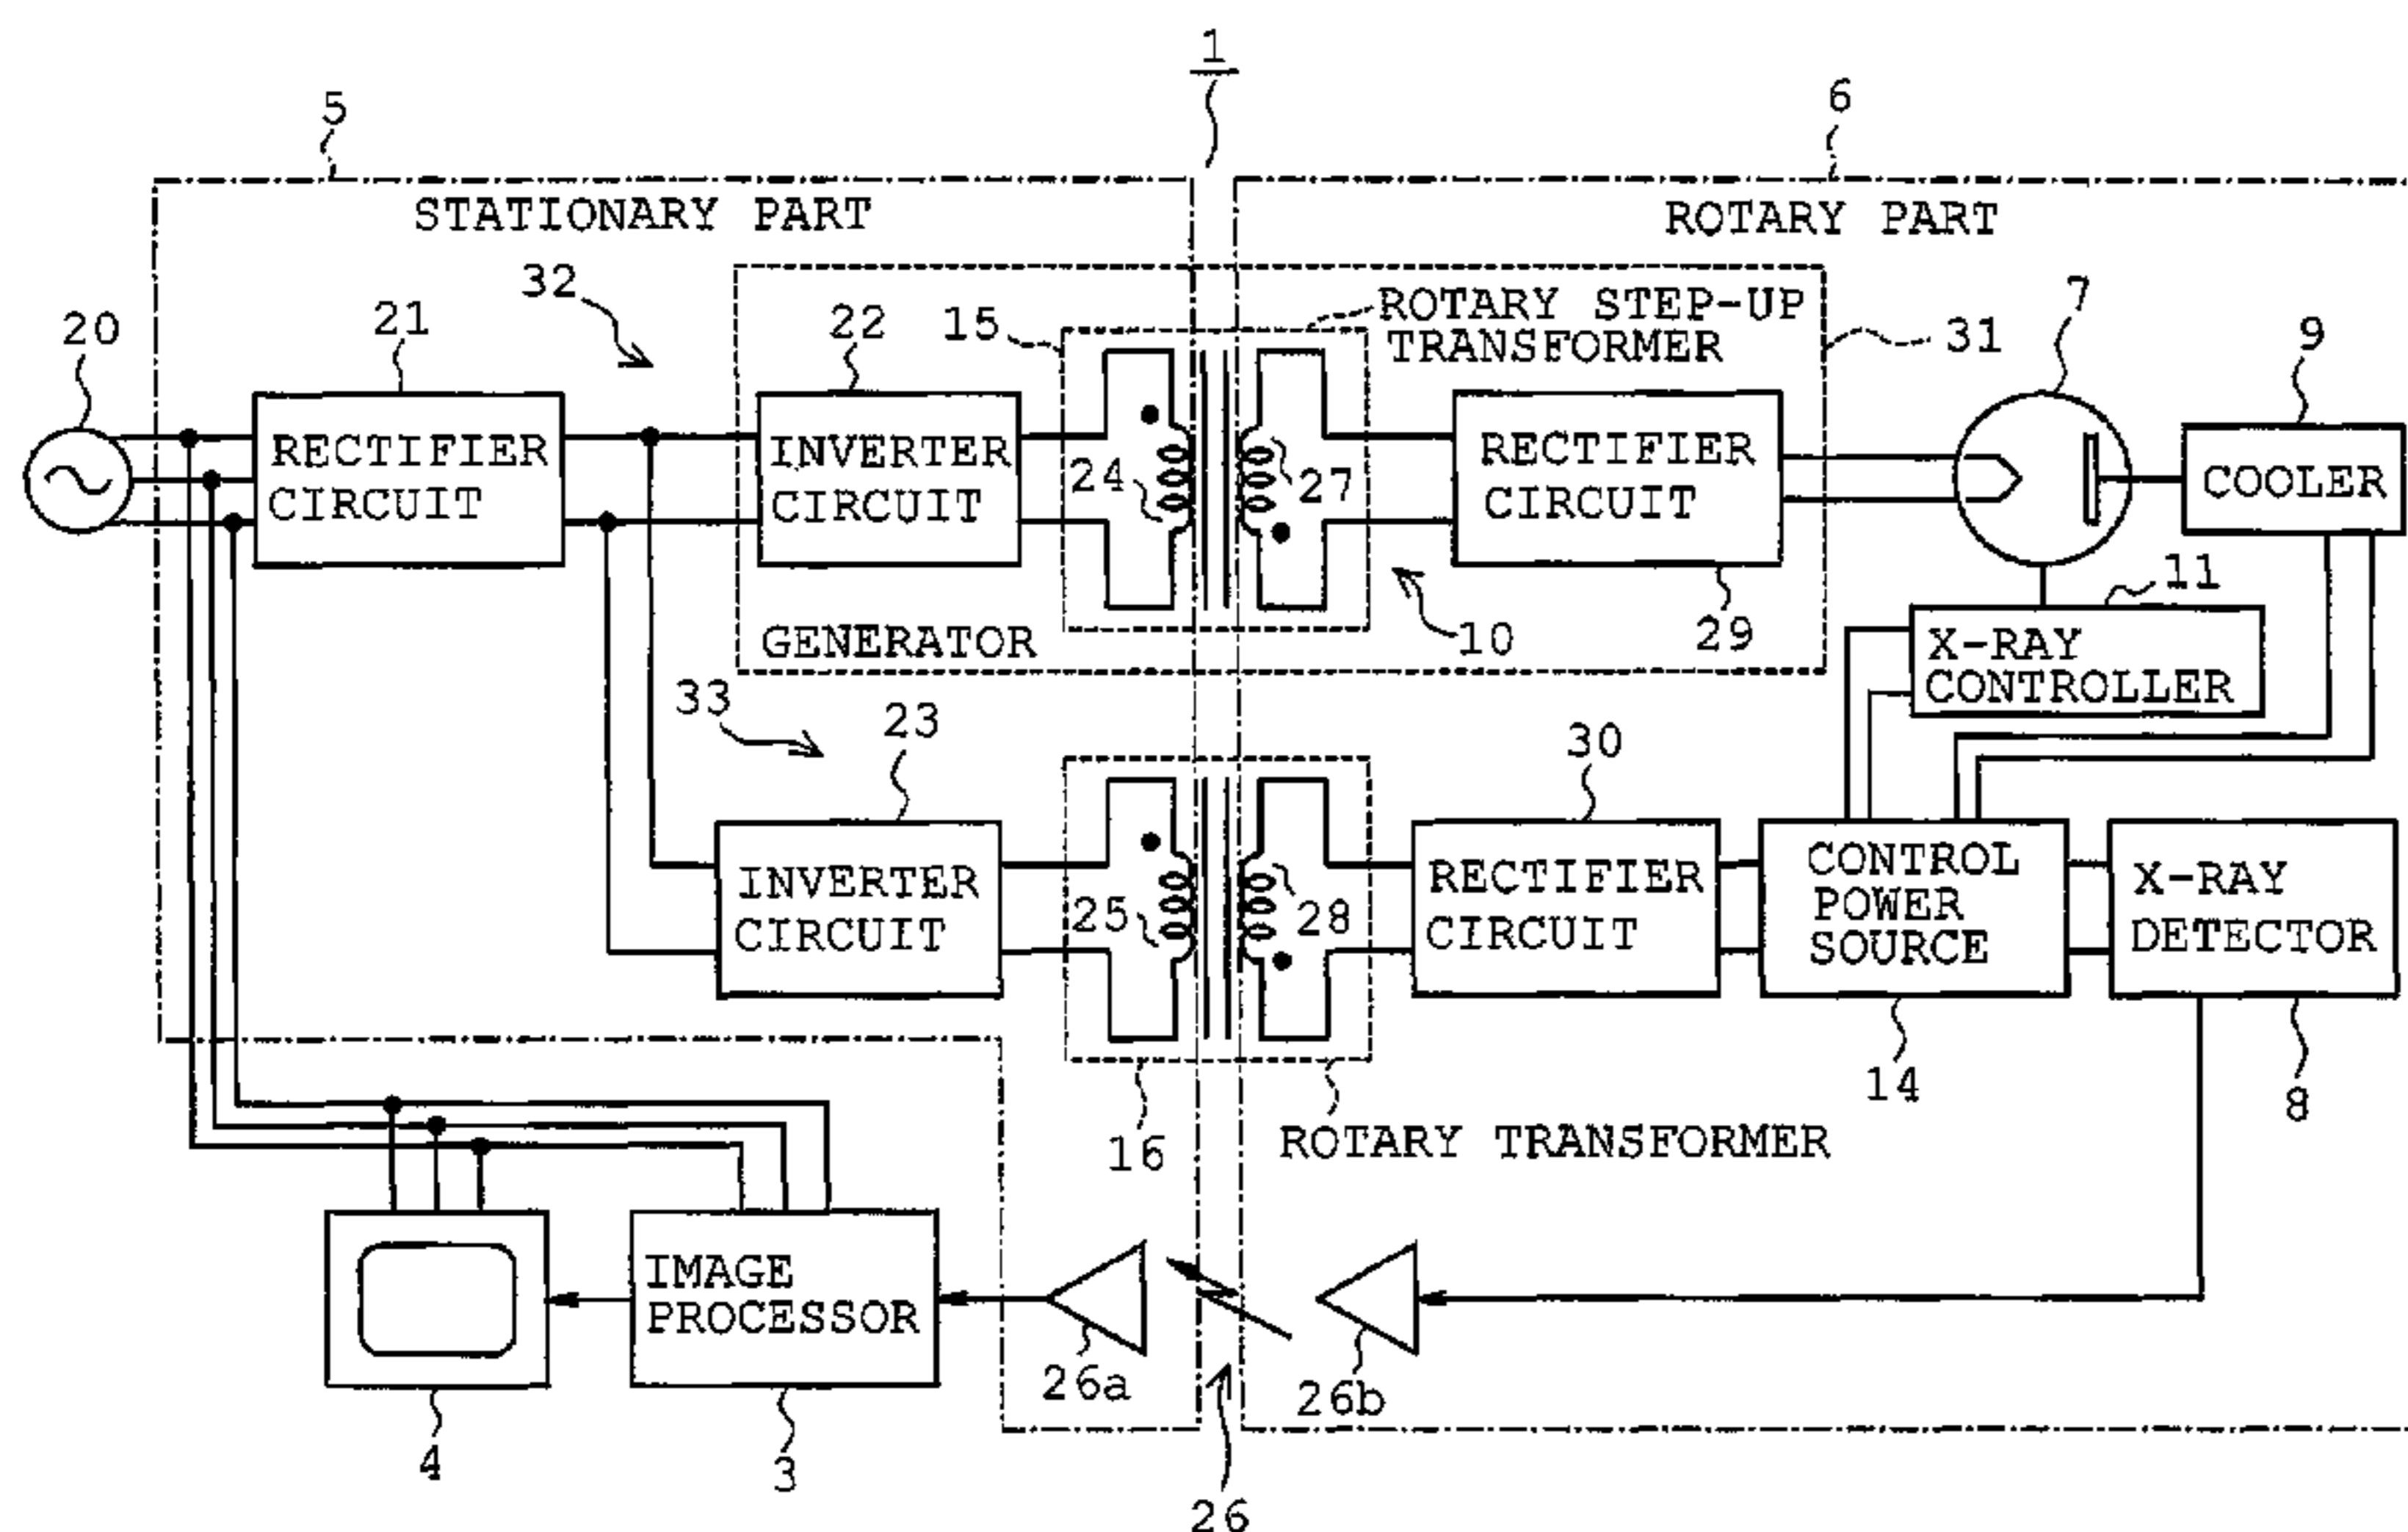 1
5
6
STATIONARY PART
ROTARY PART
32
20
21
22
15
ROTARY STEP-UP
TRANSFORMER
31
7
9
RECTIFIER
CIRCUIT
INVERTER
CIRCUIT
24
27
RECTIFIER
CIRCUIT
COOLER
GENERATOR
10
29
11
X-RAY
CONTROLLER
33
23
30
INVERTER
CIRCUIT
25
28
RECTIFIER
CIRCUIT
CONTROL
POWER
SOURCE
X-RAY
DETECTOR
14
8
16
ROTARY TRANSFORMER
IMAGE
PROCESSOR
26a
26b
4
3
26